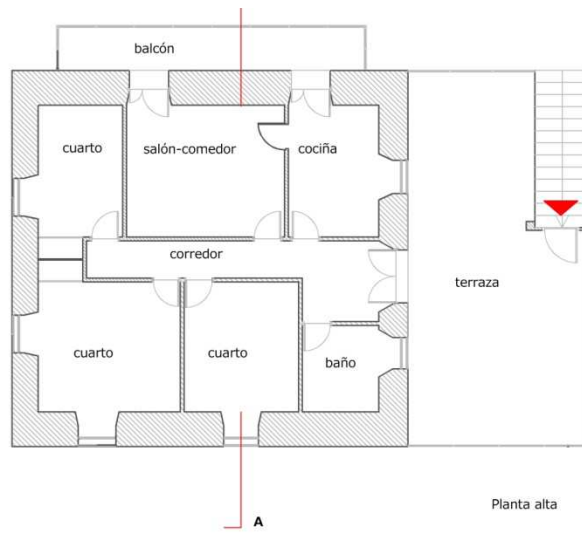 balcón
cuarto
salón-comedor
cociña
corredor
terraza
cuarto
cuarto
baño
Planta alta
A